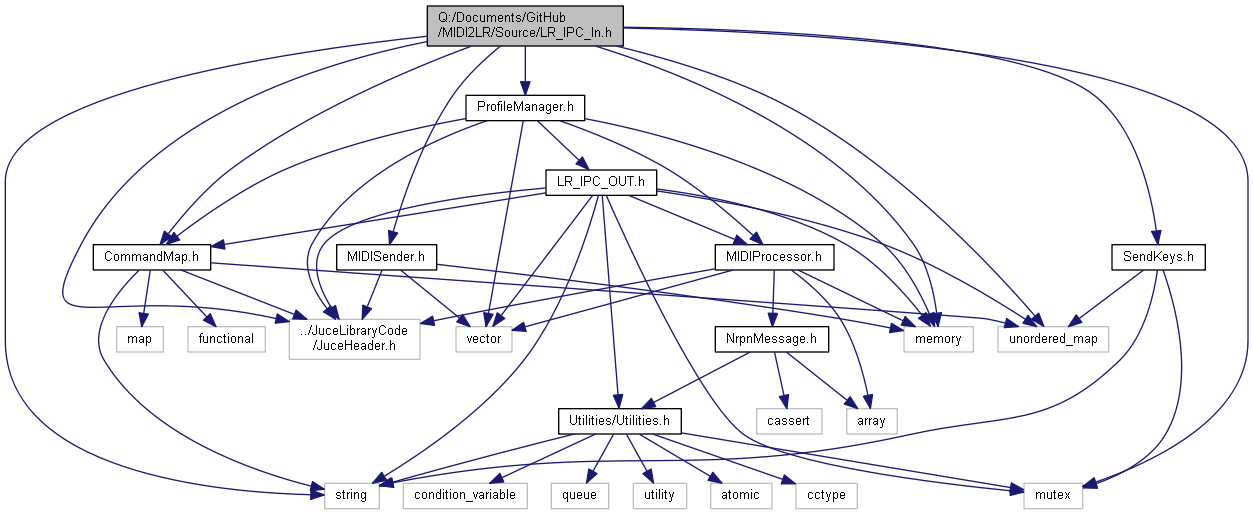 Q:/Documents/GitHub
/MIDI2LR/Source/LR_IPC_In.h
ProfileManager.h
LR_IPC_OUT.h
CommandMap.h
MIDISender.h
MIDIProcessor.h
SendKeys.h
map
functional
../JuceLibraryCode
/JuceHeader.h
vector
NrpnMessage.h
memory
unordered_map
Utilities/Utilities.h
cassert
array
string
condition_variable
queue
utility
atomic
cctype
mutex